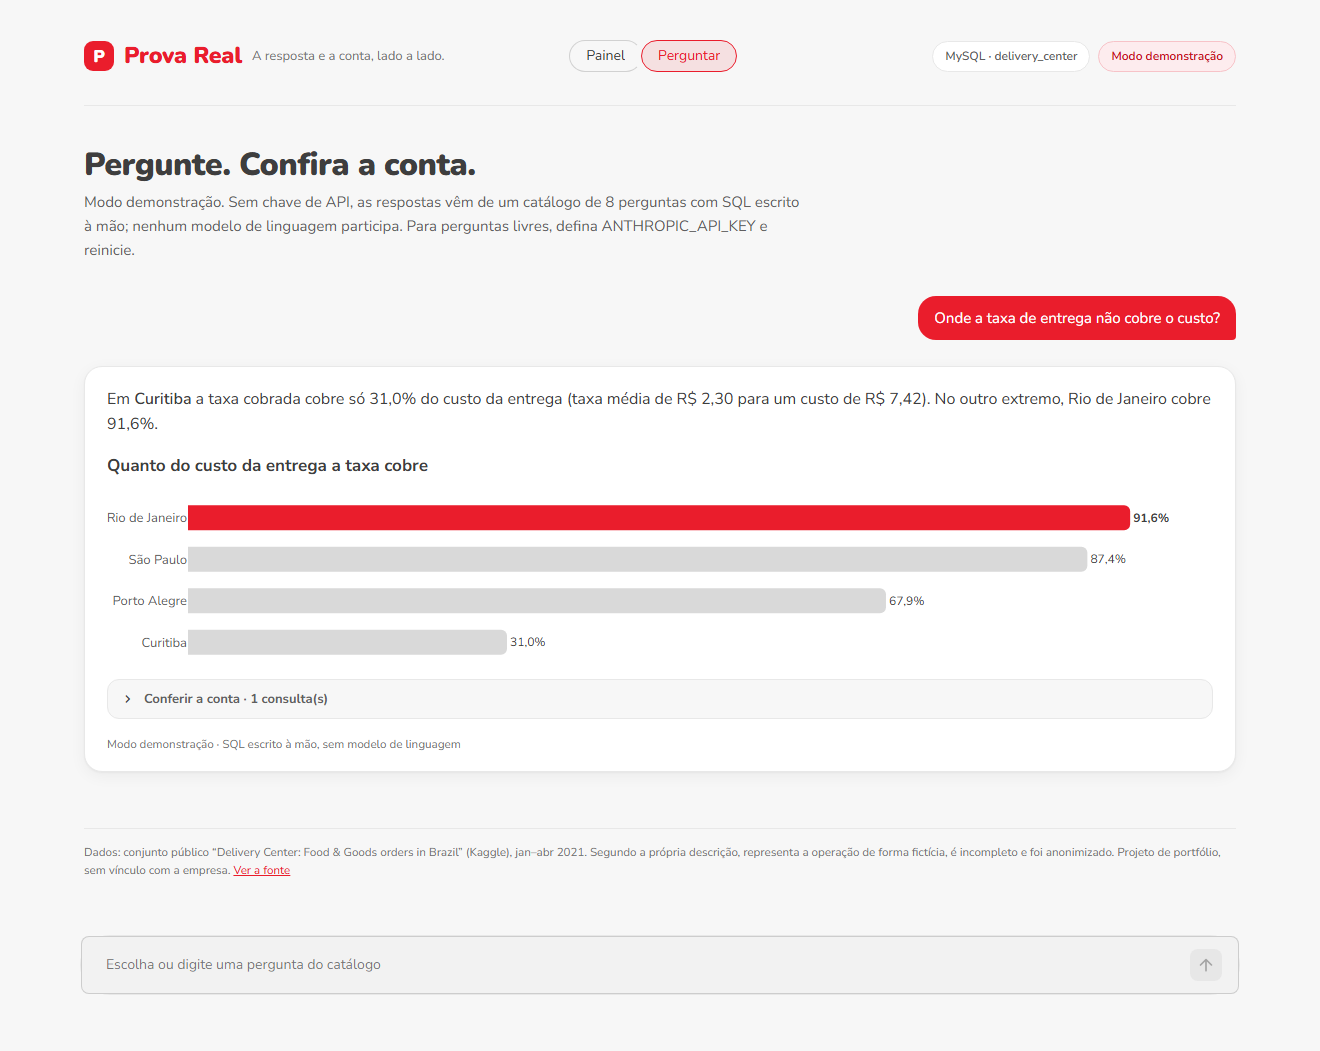 P Prova Real A resposta e a conta, lado a lado. Painel Perguntar MySQL · delivery_center Modo demonstração
Pergunte. Confira a conta.
Modo demonstração. Sem chave de API, as respostas vêm de um catálogo de 8 perguntas com SQL escrito
à mão; nenhum modelo de linguagem participa. Para perguntas livres, defina ANTHROPIC_API_KEY e
reinicie.
Onde a taxa de entrega não cobre o custo?
Em Curitiba a taxa cobrada cobre só 31,0% do custo da entrega (taxa média de R$ 2,30 para um custo de R$ 7,42). No outro extremo, Rio de Janeiro cobre
91,6%.
Quanto do custo da entrega a taxa cobre
Rio de Janeiro 91,6%
São Paulo 87,4%
Porto Alegre 67,9%
Curitiba 31,0%
Conferir a conta · 1 consulta(s)
Modo demonstração · SQL escrito à mão, sem modelo de linguagem
Dados: conjunto público “Delivery Center: Food & Goods orders in Brazil” (Kaggle), jan–abr 2021. Segundo a própria descrição, representa a operação de forma fictícia, é incompleto e foi anonimizado. Projeto de portfólio,
sem vínculo com a empresa. Ver a fonte
Escolha ou digite uma pergunta do catálogo